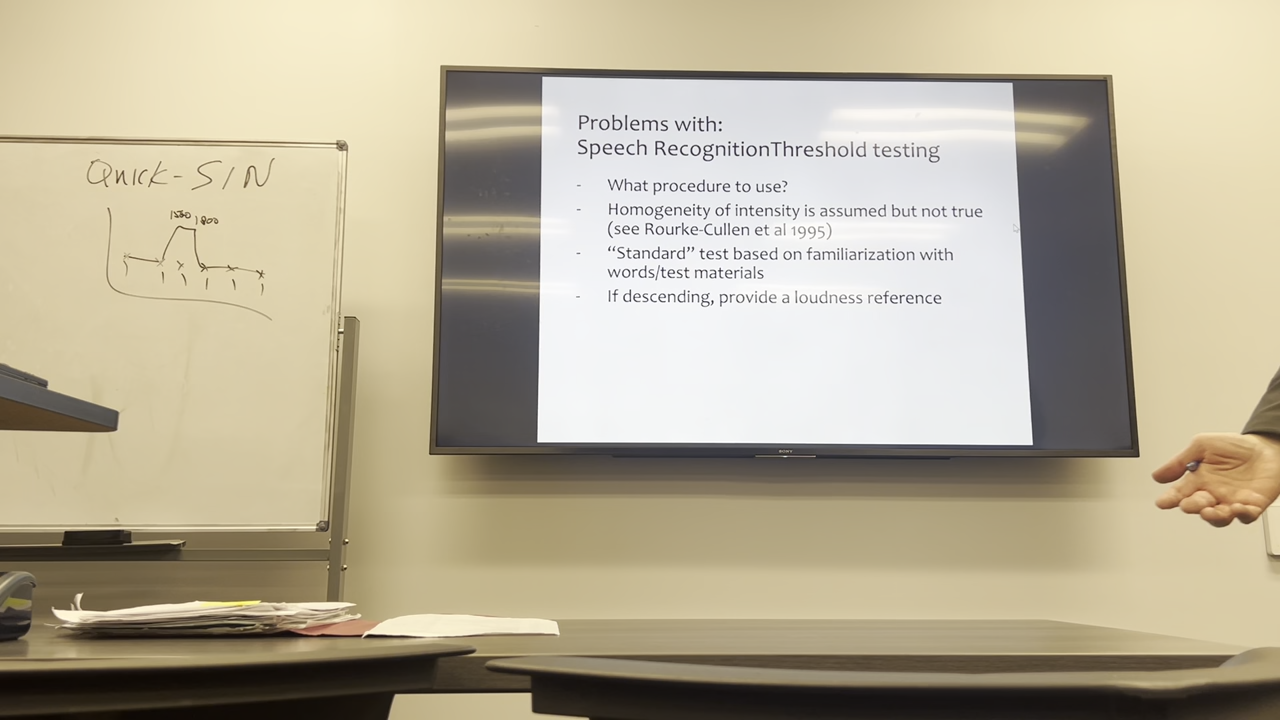 Quick-SIN
1500 1800
Problems with:
Speech RecognitionThreshold testing
- What procedure to use?
- Homogeneity of intensity is assumed but not true
(see Rourke-Cullen et al 1995)
- “Standard” test based on familiarization with
words/test materials
- If descending, provide a loudness reference
SONY